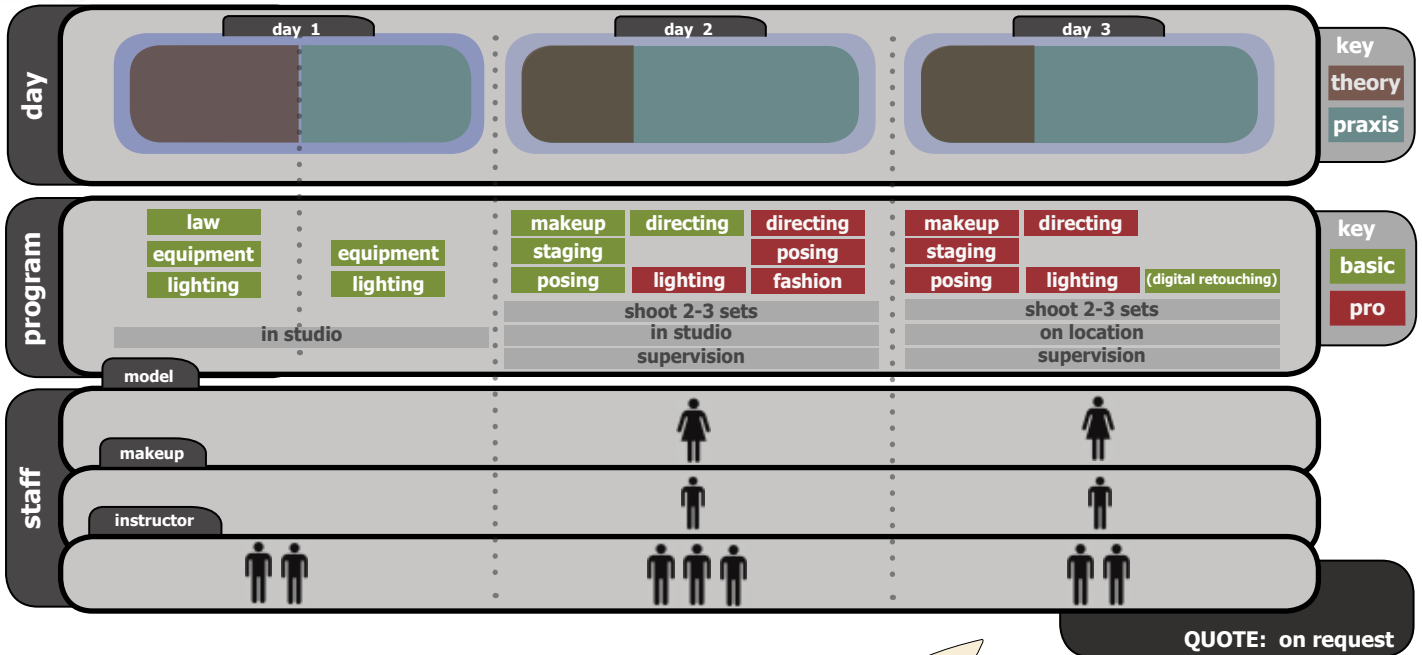 day
day 1
day 2
day 3
key
theory
praxis
program
law
equipment
lighting
equipment
lighting
in studio
makeup
directing
directing
staging
posing
posing
lighting
fashion
shoot 2-3 sets
in studio
supervision
makeup
directing
staging
posing
lighting
(digital retouching)
shoot 2-3 sets
on location
supervision
key
basic
pro
staff
model
makeup
instructor
QUOTE: on request